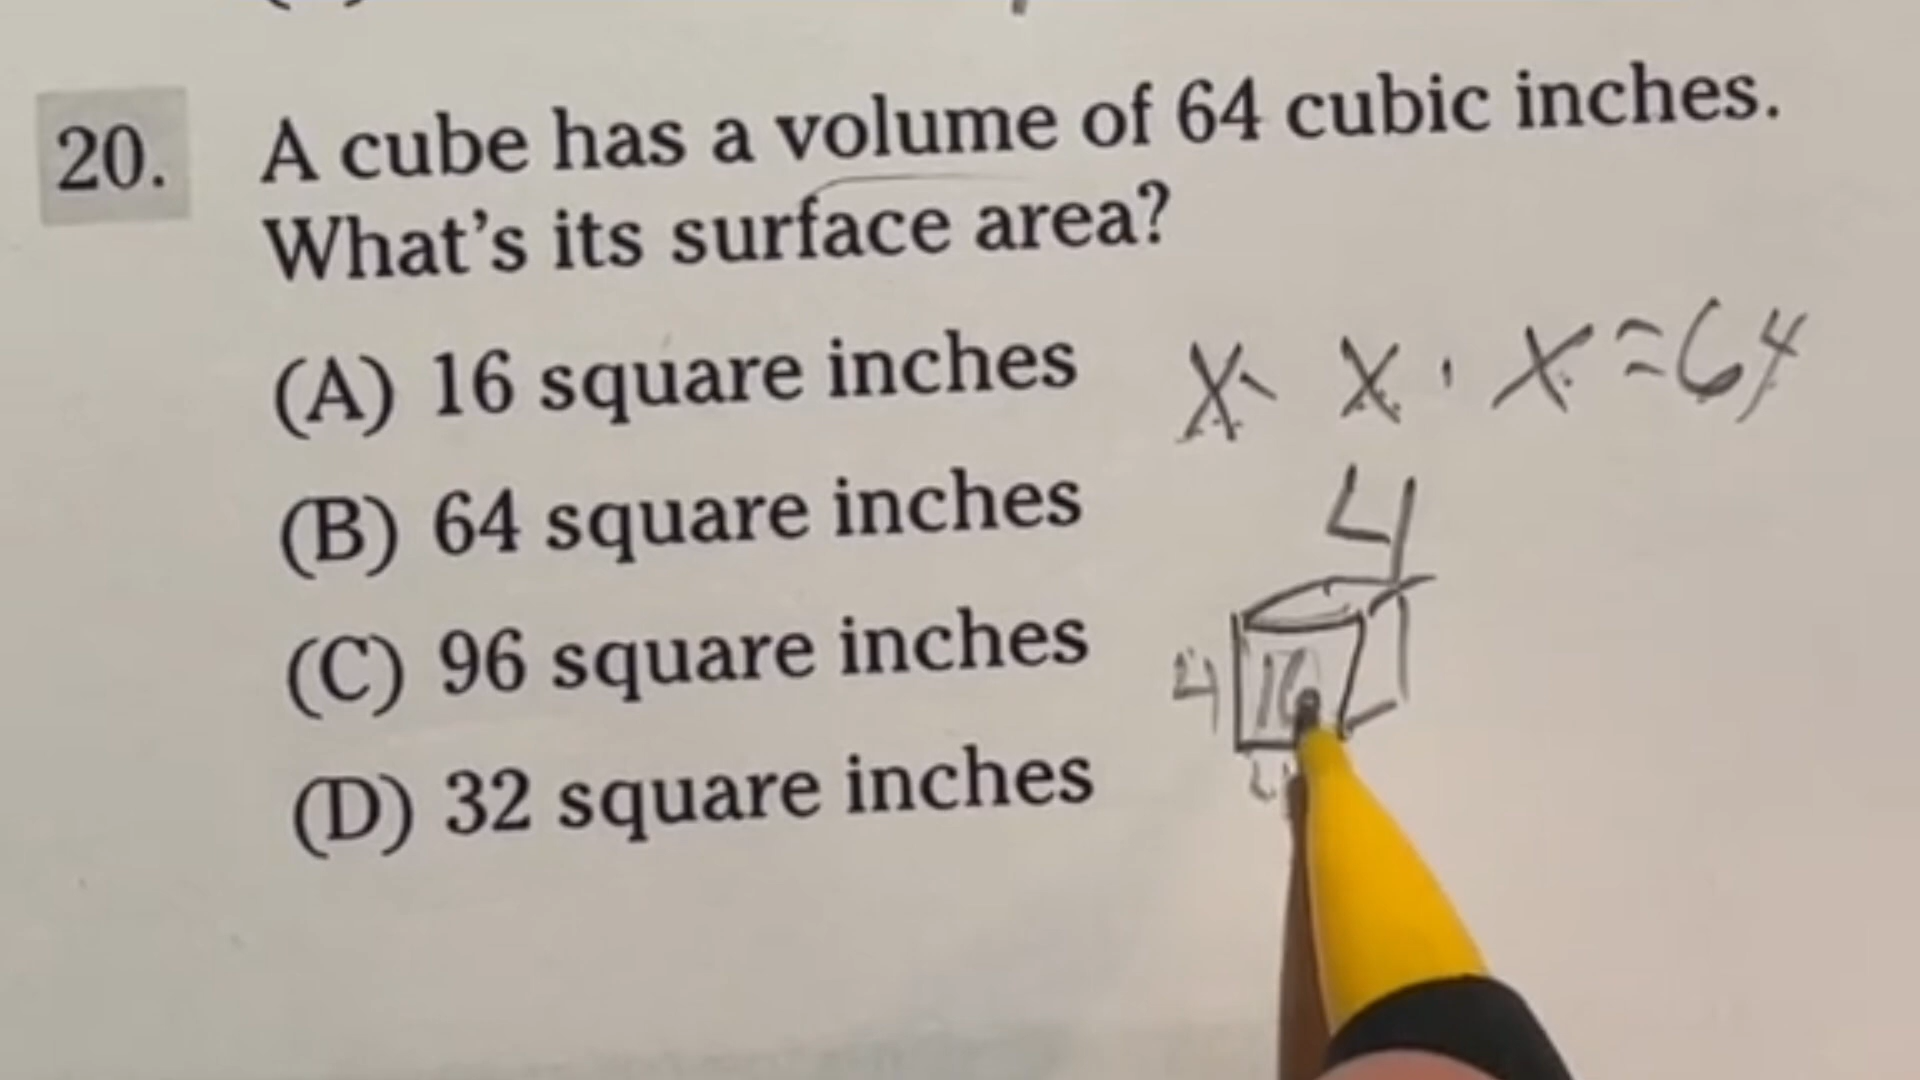 20. A cube has a volume of 64 cubic inches.
What's its surface area?
(A) 16 square inches
x · x · x = 64
(B) 64 square inches
4
(C) 96 square inches
4 16
(D) 32 square inches